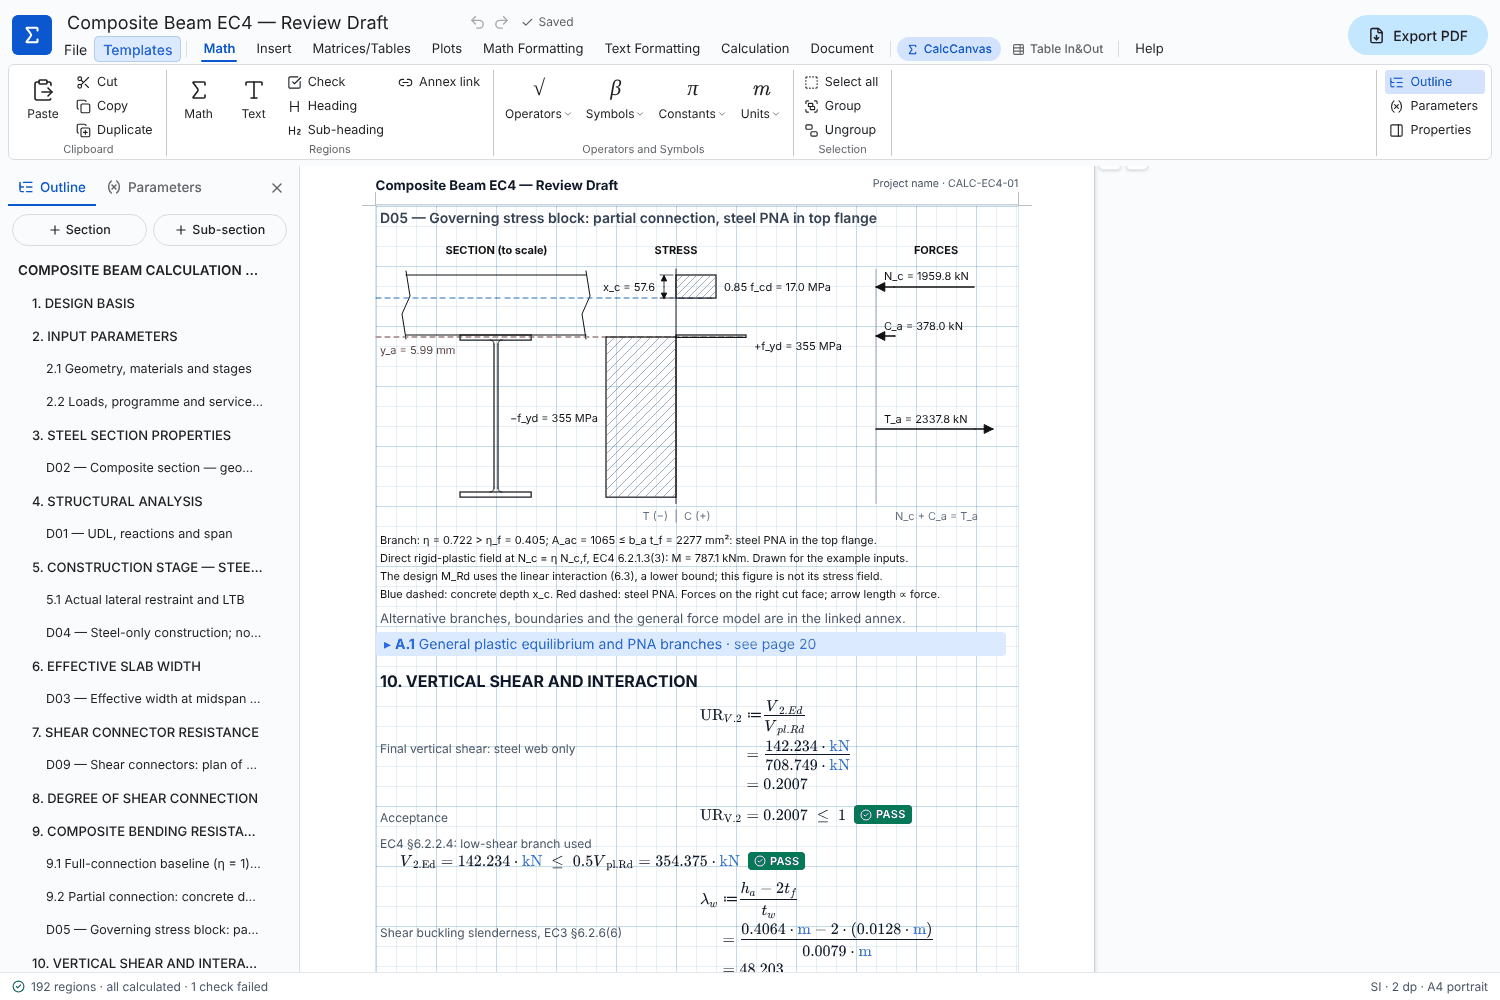 Composite Beam EC4 — Review Draft
Saved
File Templates Math Insert Matrices/Tables Plots Math Formatting Text Formatting Calculation Document Σ CalcCanvas Table In&Out Help
Export PDF
Paste
Cut
Copy
Duplicate
Clipboard
Σ Math
Text
Check
Heading
H2 Sub-heading
Annex link
Regions
√ Operators
β Symbols
π Constants
m Units
Operators and Symbols
Select all
Group
Ungroup
Selection
Outline
(x) Parameters
Properties
Outline (x) Parameters
+ Section + Sub-section
COMPOSITE BEAM CALCULATION ...
1. DESIGN BASIS
2. INPUT PARAMETERS
2.1 Geometry, materials and stages
2.2 Loads, programme and service...
3. STEEL SECTION PROPERTIES
D02 — Composite section — geo...
4. STRUCTURAL ANALYSIS
D01 — UDL, reactions and span
5. CONSTRUCTION STAGE — STEE...
5.1 Actual lateral restraint and LTB
D04 — Steel-only construction; no...
6. EFFECTIVE SLAB WIDTH
D03 — Effective width at midspan ...
7. SHEAR CONNECTOR RESISTANCE
D09 — Shear connectors: plan of ...
8. DEGREE OF SHEAR CONNECTION
9. COMPOSITE BENDING RESISTA...
9.1 Full-connection baseline (η = 1)...
9.2 Partial connection: concrete d...
D05 — Governing stress block: pa...
10. VERTICAL SHEAR AND INTERA...
Composite Beam EC4 — Review Draft
Project name · CALC-EC4-01
D05 — Governing stress block: partial connection, steel PNA in top flange
SECTION (to scale) STRESS FORCES
x_c = 57.6
0.85 f_cd = 17.0 MPa
N_c = 1959.8 kN
C_a = 378.0 kN
y_a = 5.99 mm
+f_yd = 355 MPa
−f_yd = 355 MPa
T_a = 2337.8 kN
T (−) | C (+)
N_c + C_a = T_a
Branch: η = 0.722 > η_f = 0.405; A_ac = 1065 ≤ b_a t_f = 2277 mm²: steel PNA in the top flange.
Direct rigid-plastic field at N_c = η N_c,f, EC4 6.2.1.3(3): M = 787.1 kNm. Drawn for the example inputs.
The design M_Rd uses the linear interaction (6.3), a lower bound; this figure is not its stress field.
Blue dashed: concrete depth x_c. Red dashed: steel PNA. Forces on the right cut face; arrow length ∝ force.
Alternative branches, boundaries and the general force model are in the linked annex.
▸ A.1 General plastic equilibrium and PNA branches · see page 20
10. VERTICAL SHEAR AND INTERACTION
Final vertical shear: steel web only
UR_V.2 ≔ V_2.Ed / V_pl.Rd
= 142.234 · kN / 708.749 · kN
= 0.2007
Acceptance
UR_V.2 = 0.2007 ≤ 1 PASS
EC4 §6.2.2.4: low-shear branch used
V_2.Ed = 142.234 · kN ≤ 0.5V_pl.Rd = 354.375 · kN PASS
λ_w ≔ h_a − 2t_f / t_w
Shear buckling slenderness, EC3 §6.2.6(6)
= 0.4064 · m − 2 · (0.0128 · m) / 0.0079 · m
= 48.203
192 regions · all calculated · 1 check failed
SI · 2 dp · A4 portrait